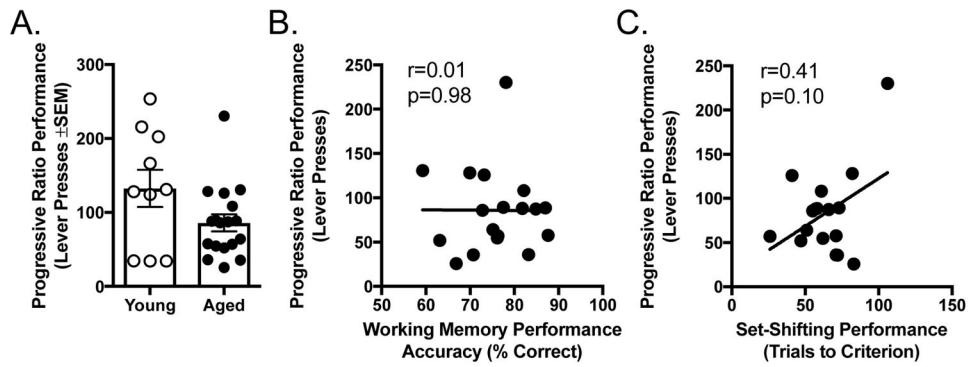 A.
Progressive Ratio Performance
(Lever Presses ±SEM)
300
200
100
0
Young
Aged
B.
Progressive Ratio Performance
(Lever Presses)
250
200
150
100
50
0
r=0.01
p=0.98
50
60
70
80
90
100
Working Memory Performance
Accuracy (% Correct)
C.
Progressive Ratio Performance
(Lever Presses)
250
200
150
100
50
0
r=0.41
p=0.10
0
50
100
150
Set-Shifting Performance
(Trials to Criterion)